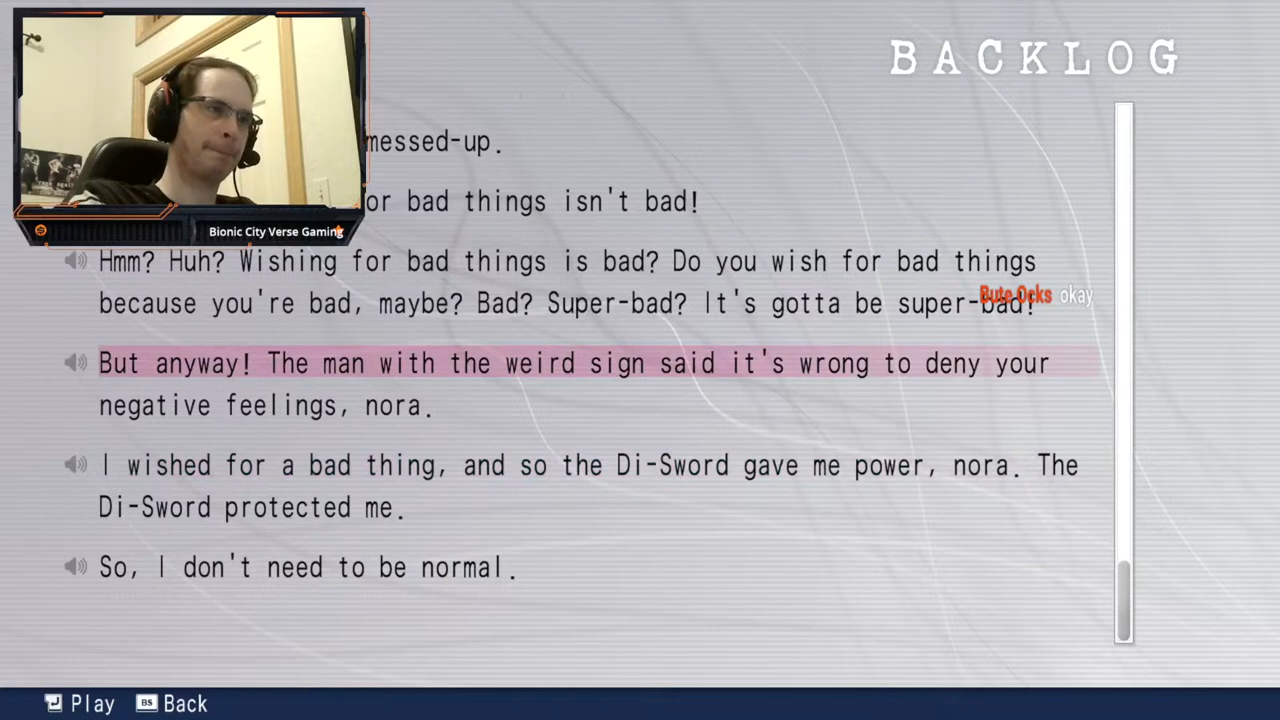 BACKLOG
messed-up.
or bad things isn't bad!
Bionic City Verse Gaming
Hmm? Huh? Wishing for bad things is bad? Do you wish for bad things
because you're bad, maybe? Bad? Super-bad? It's gotta be super-bad!
Bute Ocks okay
But anyway! The man with the weird sign said it's wrong to deny your
negative feelings, nora.
I wished for a bad thing, and so the Di-Sword gave me power, nora. The
Di-Sword protected me.
So, I don't need to be normal.
Play BS Back